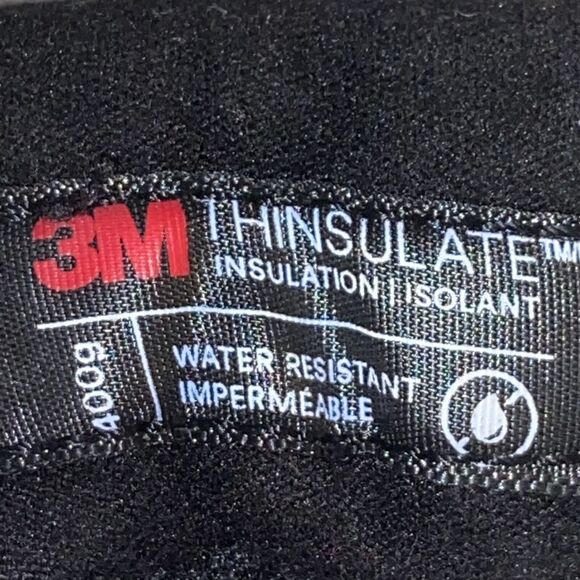 3M THINSULATE™
INSULATION | ISOLANT
400g
WATER RESISTANT
IMPERMÉABLE